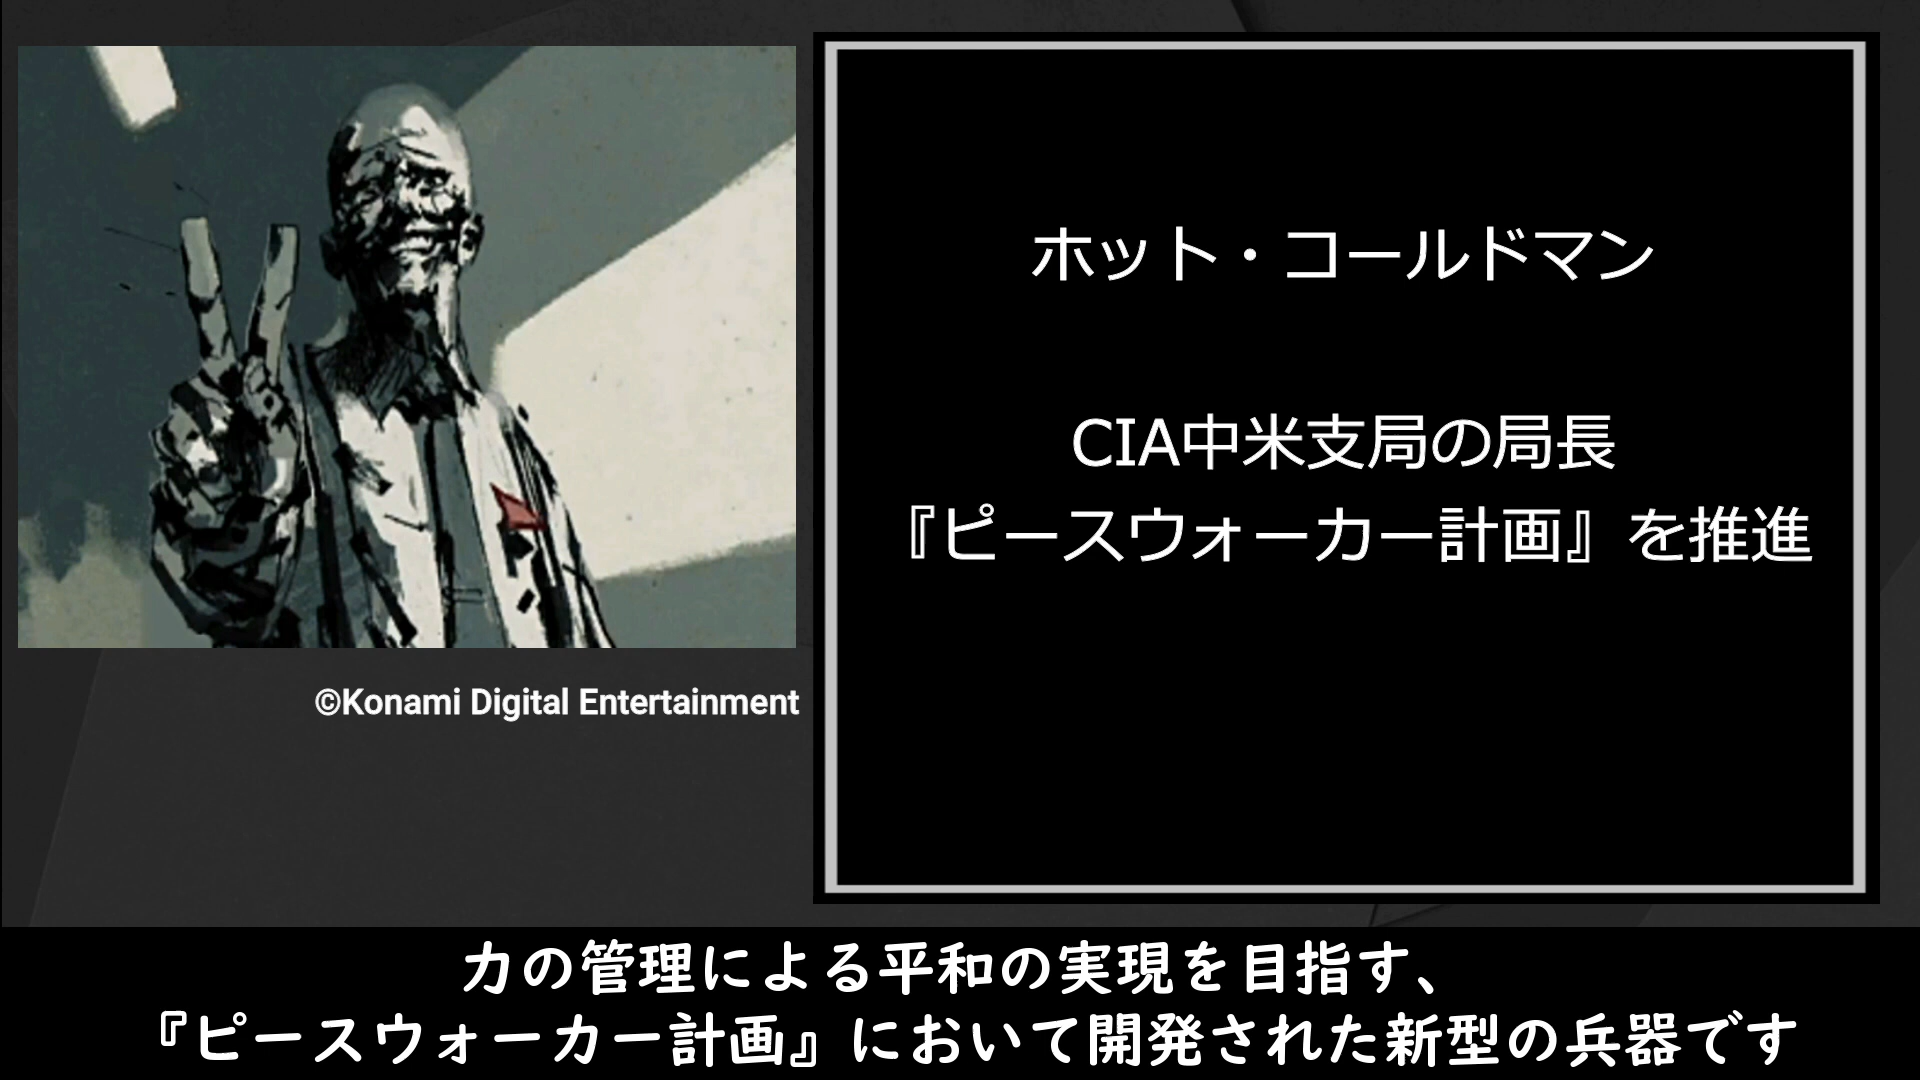 ホット・コールドマン
CIA中米支局の局長
『ピースウォーカー計画』を推進
©Konami Digital Entertainment
力の管理による平和の実現を目指す、
『ピースウォーカー計画』において開発された新型の兵器です